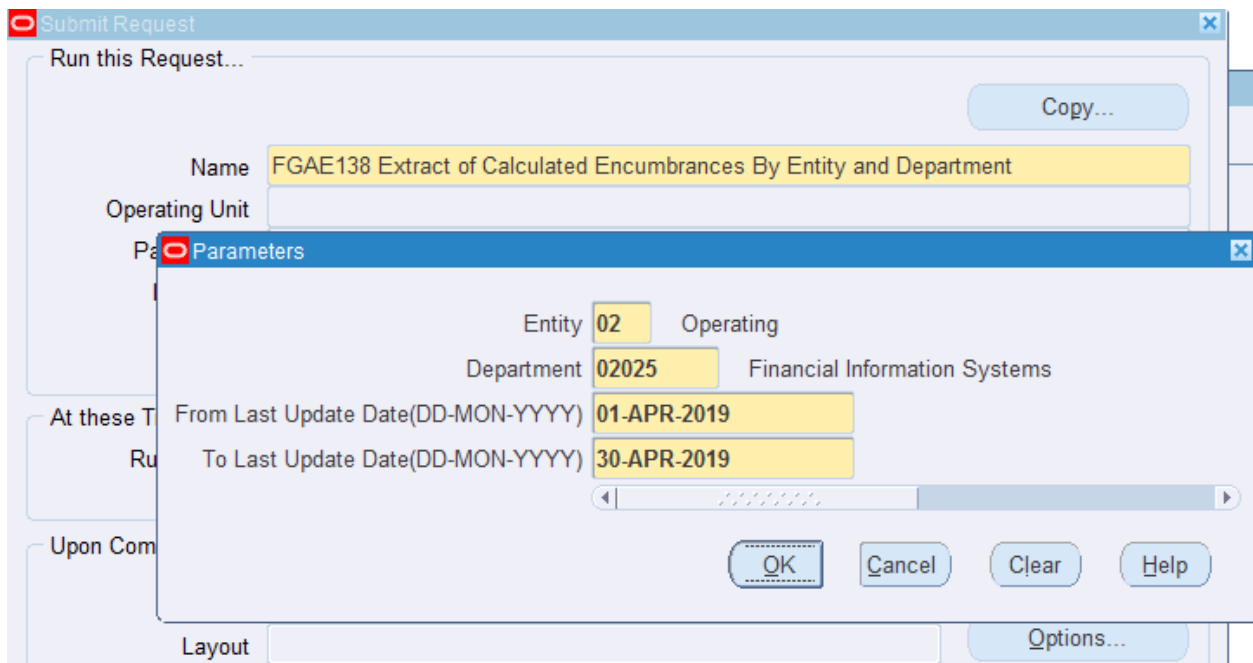 Submit Request
Run this Request...
Copy...
Name FGAE138 Extract of Calculated Encumbrances By Entity and Department
Operating Unit
Parameters
Entity 02 Operating
Department 02025 Financial Information Systems
At these T
From Last Update Date(DD-MON-YYYY) 01-APR-2019
Ru
To Last Update Date(DD-MON-YYYY) 30-APR-2019
Upon Com
OK Cancel Clear Help
Layout
Options...